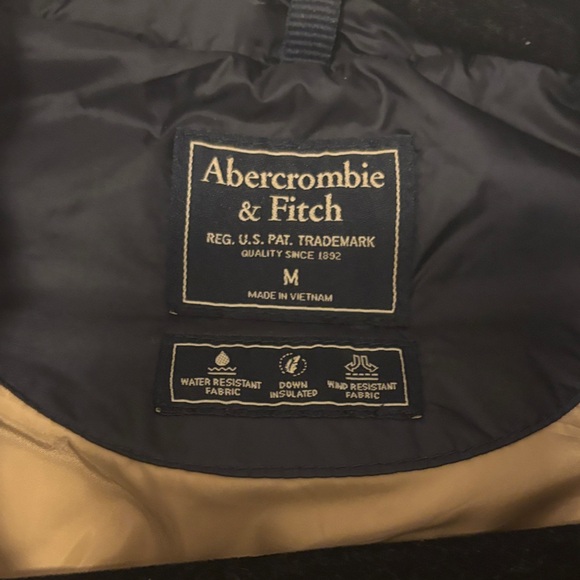 Abercrombie
& Fitch
REG. U.S. PAT. TRADEMARK
QUALITY SINCE 1892
M
MADE IN VIETNAM
WATER RESISTANT
FABRIC
DOWN
INSULATED
WIND RESISTANT
FABRIC